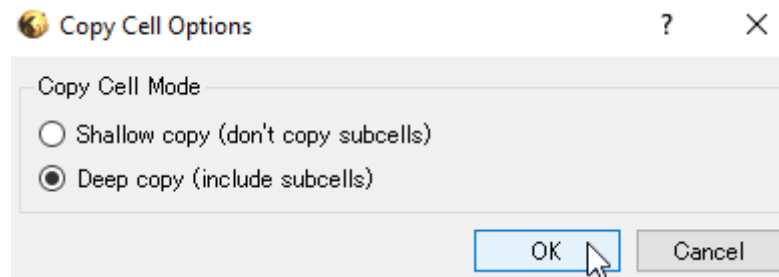 Copy Cell Options ? ×
Copy Cell Mode
Shallow copy (don't copy subcells)
Deep copy (include subcells)
OK Cancel